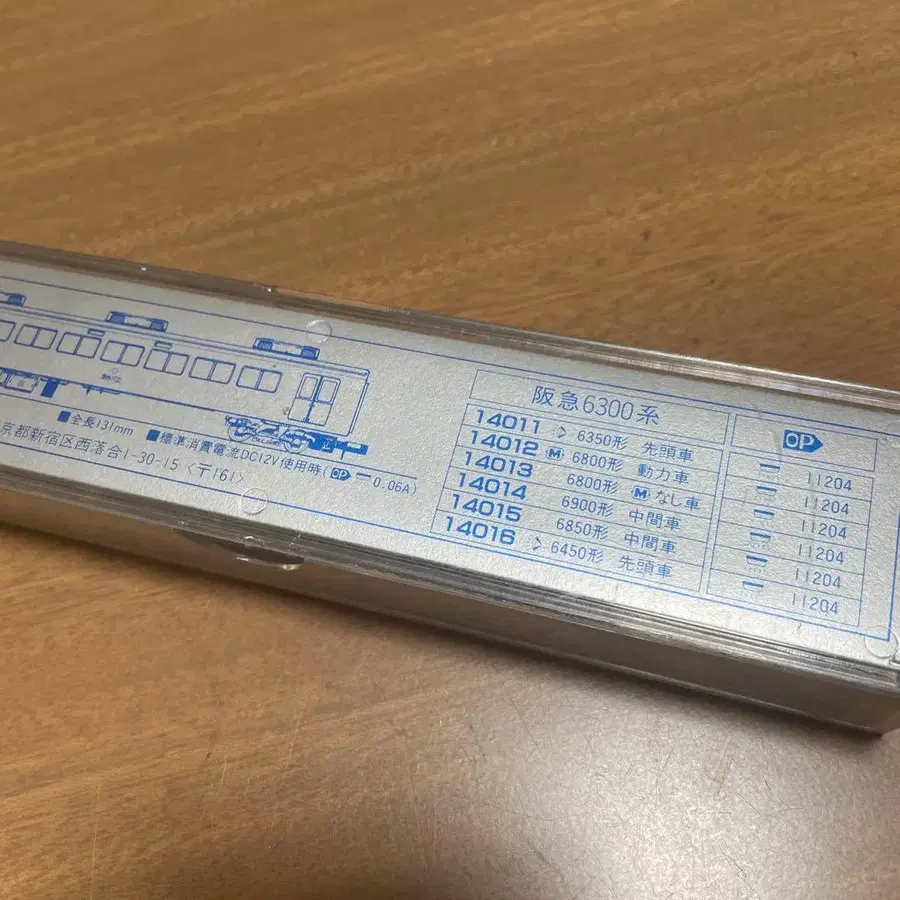 阪急6300系
OP
14011 6350形 先頭車 11204
14012 M 6800形 動力車 11204
14013 6800形 Mなし車 11204
14014 6900形 中間車 11204
14015 6850形 中間車 11204
14016 6450形 先頭車 11204
■全長131mm ■標準消費電流DC12V使用時(OP 0.06A)
京都新宿区西落合1-30-15〈〒161〉